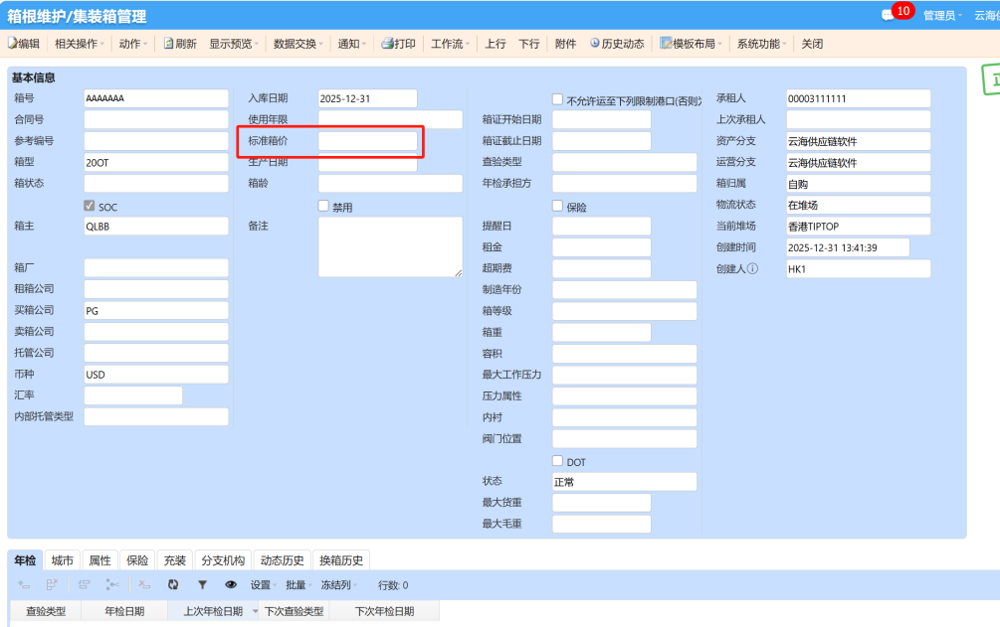 箱根维护/集装箱管理
10
管理员
云海供
编辑 相关操作 动作 刷新 显示预览 数据交换 通知 打印 工作流 上行 下行 附件 历史动态 模板布局 系统功能 关闭
基本信息
正
箱号 AAAAAAA
合同号
参考编号
箱型 20OT
箱状态
SOC
箱主 QLBB
箱厂
租箱公司
买箱公司 PG
卖箱公司
托管公司
币种 USD
汇率
内部托管类型
入库日期 2025-12-31
使用年限
标准箱价
生产日期
箱龄
禁用
备注
不允许运至下列限制港口(否则为
箱证开始日期
箱证截止日期
查验类型
年检承担方
保险
提醒日
租金
超期费
制造年份
箱等级
箱重
容积
最大工作压力
压力属性
内衬
阀门位置
DOT
状态 正常
最大货重
最大毛重
承租人 00003111111
上次承租人
资产分支 云海供应链软件
运营分支 云海供应链软件
箱归属 自购
物流状态 在堆场
当前堆场 香港TIPTOP
创建时间 2025-12-31 13:41:39
创建人 HK1
年检 城市 属性 保险 充装 分支机构 动态历史 换箱历史
设置 批量 冻结列 行数: 0
查验类型 年检日期 上次年检日期 下次查验类型 下次年检日期